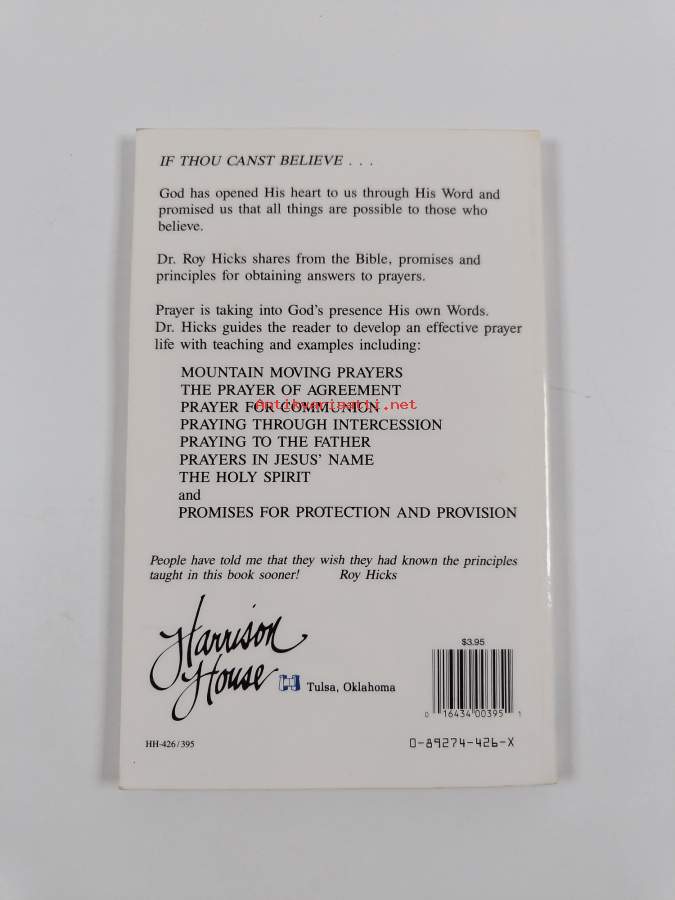 IF THOU CANST BELIEVE . . .
God has opened His heart to us through His Word and
promised us that all things are possible to those who
believe.
Dr. Roy Hicks shares from the Bible, promises and
principles for obtaining answers to prayers.
Prayer is taking into God's presence His own Words.
Dr. Hicks guides the reader to develop an effective prayer
life with teaching and examples including:
MOUNTAIN MOVING PRAYERS
THE PRAYER OF AGREEMENT
PRAYER FOR COMMUNION
Antikvariaatti.net
PRAYING THROUGH INTERCESSION
PRAYING TO THE FATHER
PRAYERS IN JESUS' NAME
THE HOLY SPIRIT
and
PROMISES FOR PROTECTION AND PROVISION
People have told me that they wish they had known the principles
taught in this book sooner! Roy Hicks
Harrison
House
Tulsa, Oklahoma
$3.95
0 16434 00395 1
HH-426/395
0-89274-426-X